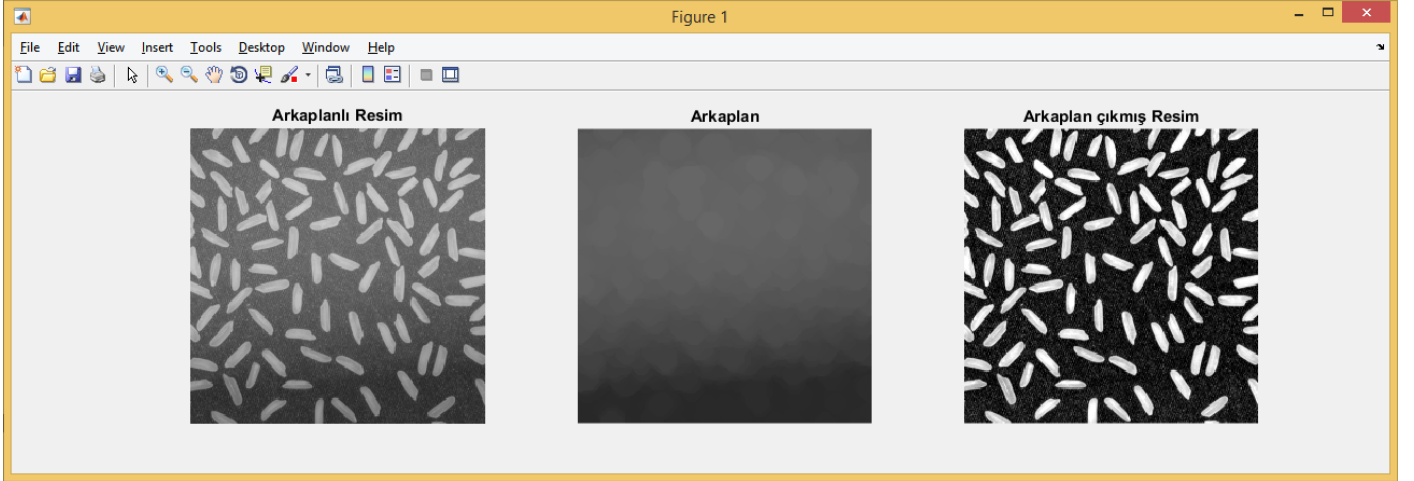 Figure 1
File Edit View Insert Tools Desktop Window Help
Arkaplanlı Resim
Arkaplan
Arkaplan çıkmış Resim